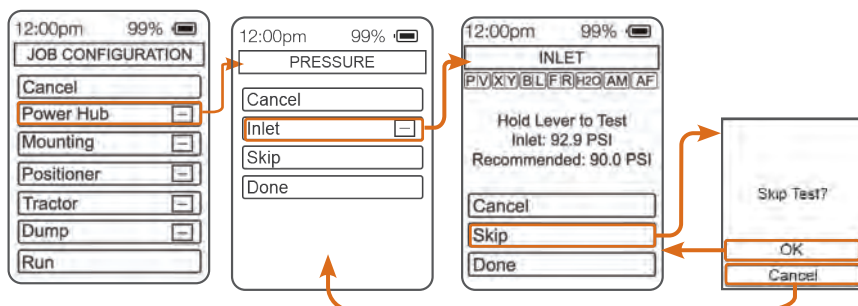 12:00pm 99%
JOB CONFIGURATION
Cancel
Power Hub
Mounting
Positioner
Tractor
Dump
Run
12:00pm 99%
PRESSURE
Cancel
Inlet
Skip
Done
12:00pm 99%
INLET
P V X Y B L F R H2O AM AF
Hold Lever to Test
Inlet: 92.9 PSI
Recommended: 90.0 PSI
Cancel
Skip
Done
Skip Test?
OK
Cancel